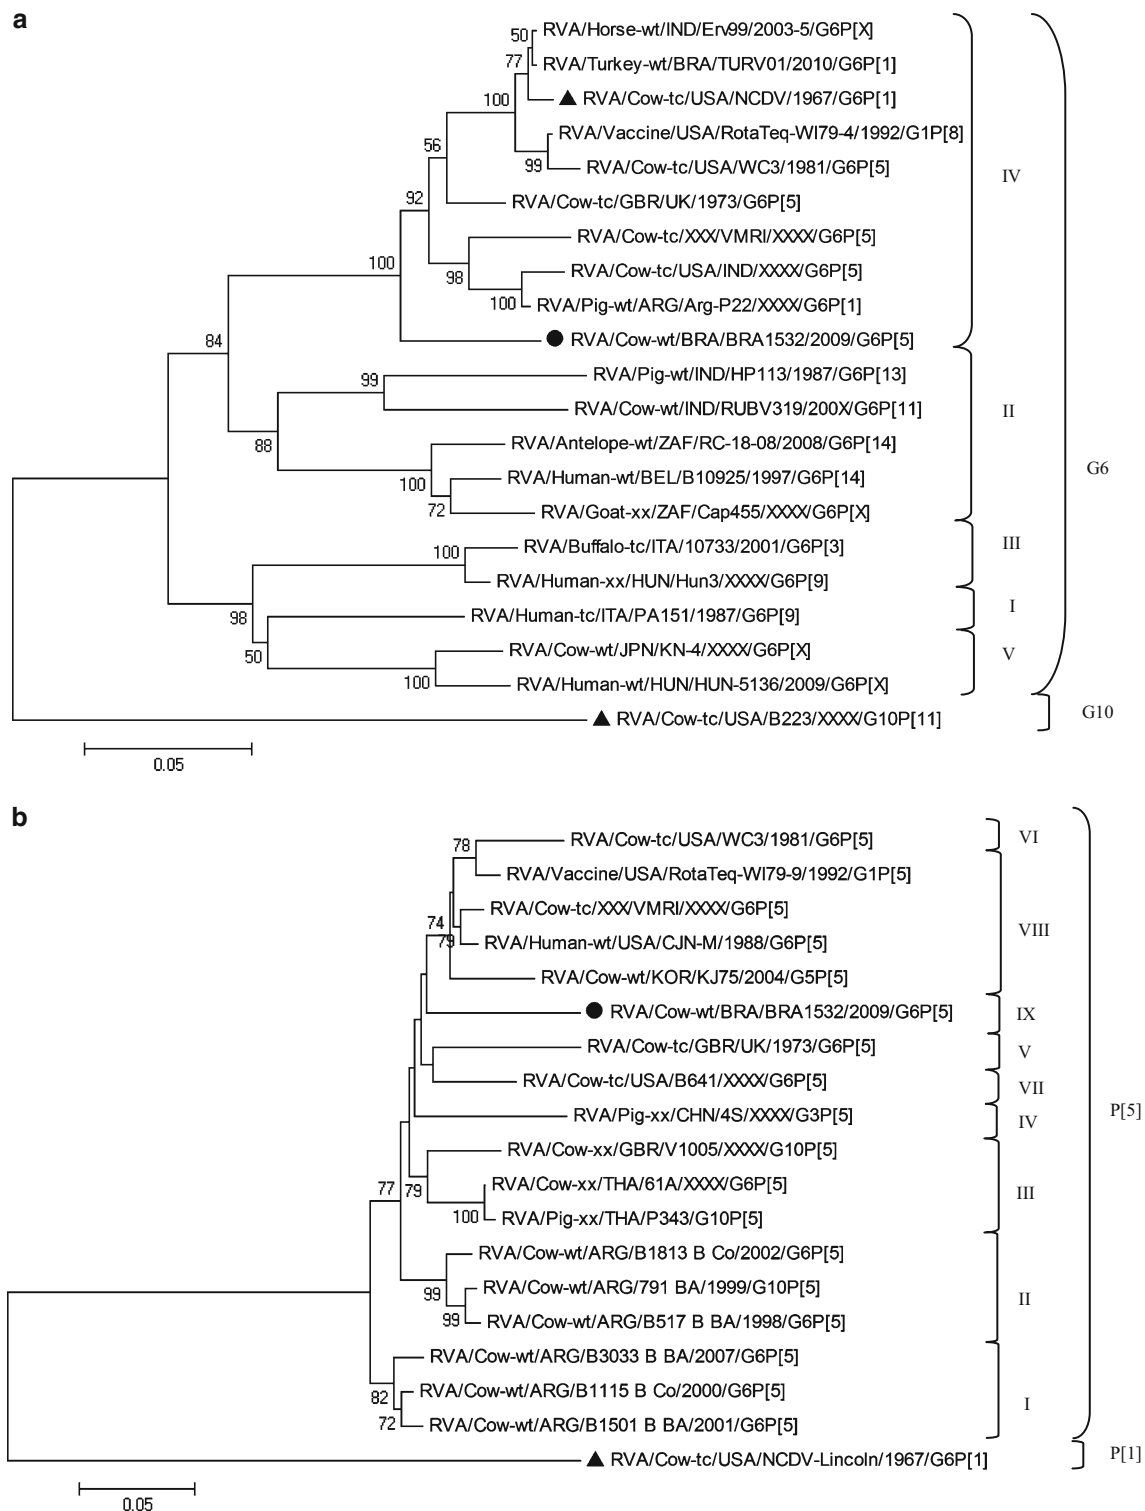 a
50
RVA/Horse-wt/IND/Erv99/2003-5/G6P[X]
77
RVA/Turkey-wt/BRA/TURV01/2010/G6P[1]
100
RVA/Cow-tc/USA/NCDV/1967/G6P[1]
RVA/Vaccine/USA/RotaTeq-WI79-4/1992/G1P[8]
56
99
RVA/Cow-tc/USA/WC3/1981/G6P[5]
IV
92
RVA/Cow-tc/GBR/UK/1973/G6P[5]
RVA/Cow-tc/XXX/VMRI/XXXX/G6P[5]
100
98
RVA/Cow-tc/USA/IND/XXXX/G6P[5]
100
RVA/Pig-wt/ARG/Arg-P22/XXXX/G6P[1]
84
RVA/Cow-wt/BRA/BRA1532/2009/G6P[5]
99
RVA/Pig-wt/IND/HP113/1987/G6P[13]
RVA/Cow-wt/IND/RUBV319/200X/G6P[11]
II
88
RVA/Antelope-wt/ZAF/RC-18-08/2008/G6P[14]
G6
100
RVA/Human-wt/BEL/B10925/1997/G6P[14]
72
RVA/Goat-xx/ZAF/Cap455/XXXX/G6P[X]
100
RVA/Buffalo-tc/ITA/10733/2001/G6P[3]
III
RVA/Human-xx/HUN/Hun3/XXXX/G6P[9]
98
RVA/Human-tc/ITA/PA151/1987/G6P[9]
I
50
RVA/Cow-wt/JPN/KN-4/XXXX/G6P[X]
V
100
RVA/Human-wt/HUN/HUN-5136/2009/G6P[X]
RVA/Cow-tc/USA/B223/XXXX/G10P[11]
G10
0.05
b
78
RVA/Cow-tc/USA/WC3/1981/G6P[5]
VI
RVA/Vaccine/USA/RotaTeq-WI79-9/1992/G1P[5]
RVA/Cow-tc/XXX/VMRI/XXXX/G6P[5]
74
VIII
79
RVA/Human-wt/USA/CJN-M/1988/G6P[5]
RVA/Cow-wt/KOR/KJ75/2004/G5P[5]
RVA/Cow-wt/BRA/BRA1532/2009/G6P[5]
IX
RVA/Cow-tc/GBR/UK/1973/G6P[5]
V
RVA/Cow-tc/USA/B641/XXXX/G6P[5]
VII
RVA/Pig-xx/CHN/4S/XXXX/G3P[5]
IV
P[5]
RVA/Cow-xx/GBR/V1005/XXXX/G10P[5]
77
79
RVA/Cow-xx/THA/61A/XXXX/G6P[5]
III
100
RVA/Pig-xx/THA/P343/G10P[5]
RVA/Cow-wt/ARG/B1813 B Co/2002/G6P[5]
99
RVA/Cow-wt/ARG/791 BA/1999/G10P[5]
II
99
RVA/Cow-wt/ARG/B517 B BA/1998/G6P[5]
RVA/Cow-wt/ARG/B3033 B BA/2007/G6P[5]
82
RVA/Cow-wt/ARG/B1115 B Co/2000/G6P[5]
I
72
RVA/Cow-wt/ARG/B1501 B BA/2001/G6P[5]
RVA/Cow-tc/USA/NCDV-Lincoln/1967/G6P[1]
P[1]
0.05